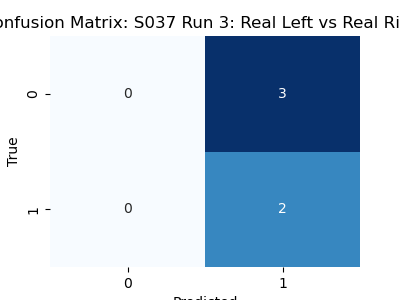 onfusion Matrix: S037 Run 3: Real Left vs Real Ri
0 0 3
True
1 0 2
0 1
Predicted